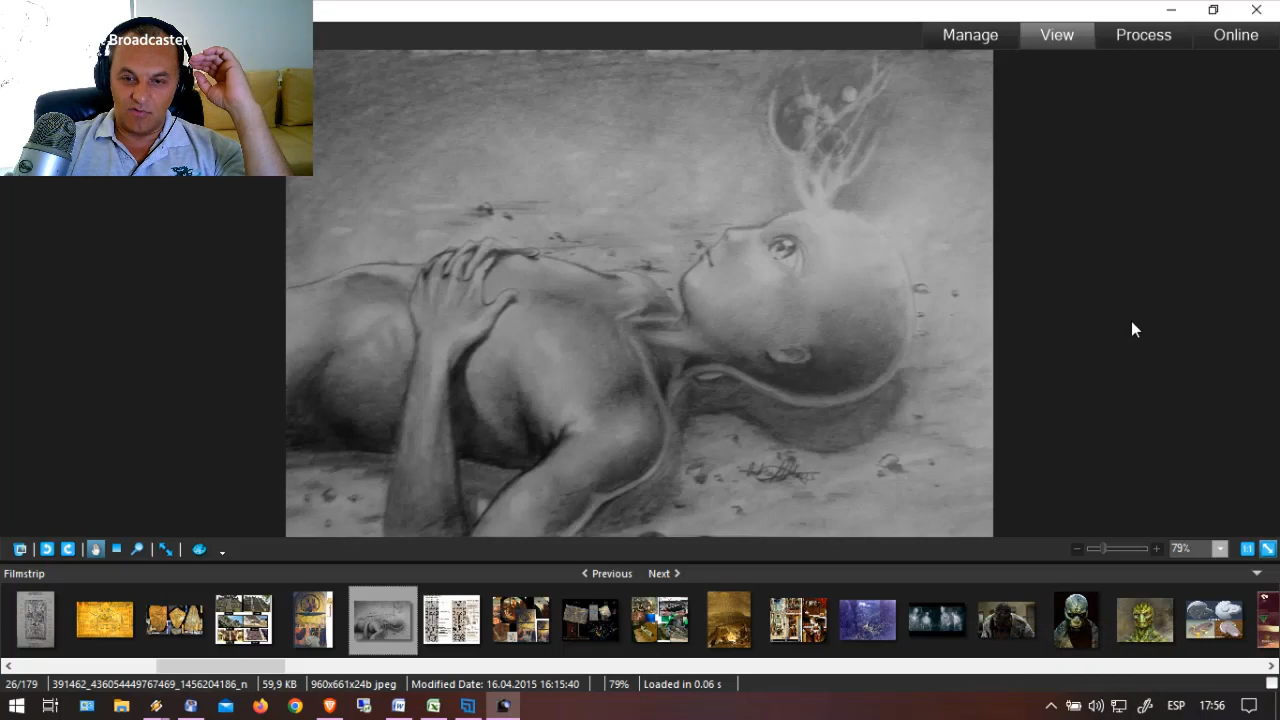 Broadcaster
Manage View Process Online
79%
Filmstrip
Previous Next
26/179 391462_436054449767469_1456204186_n 59,9 KB 960x661x24b jpeg Modified Date: 16.04.2015 16:15:40 79% Loaded in 0.06 s
ESP 17:56